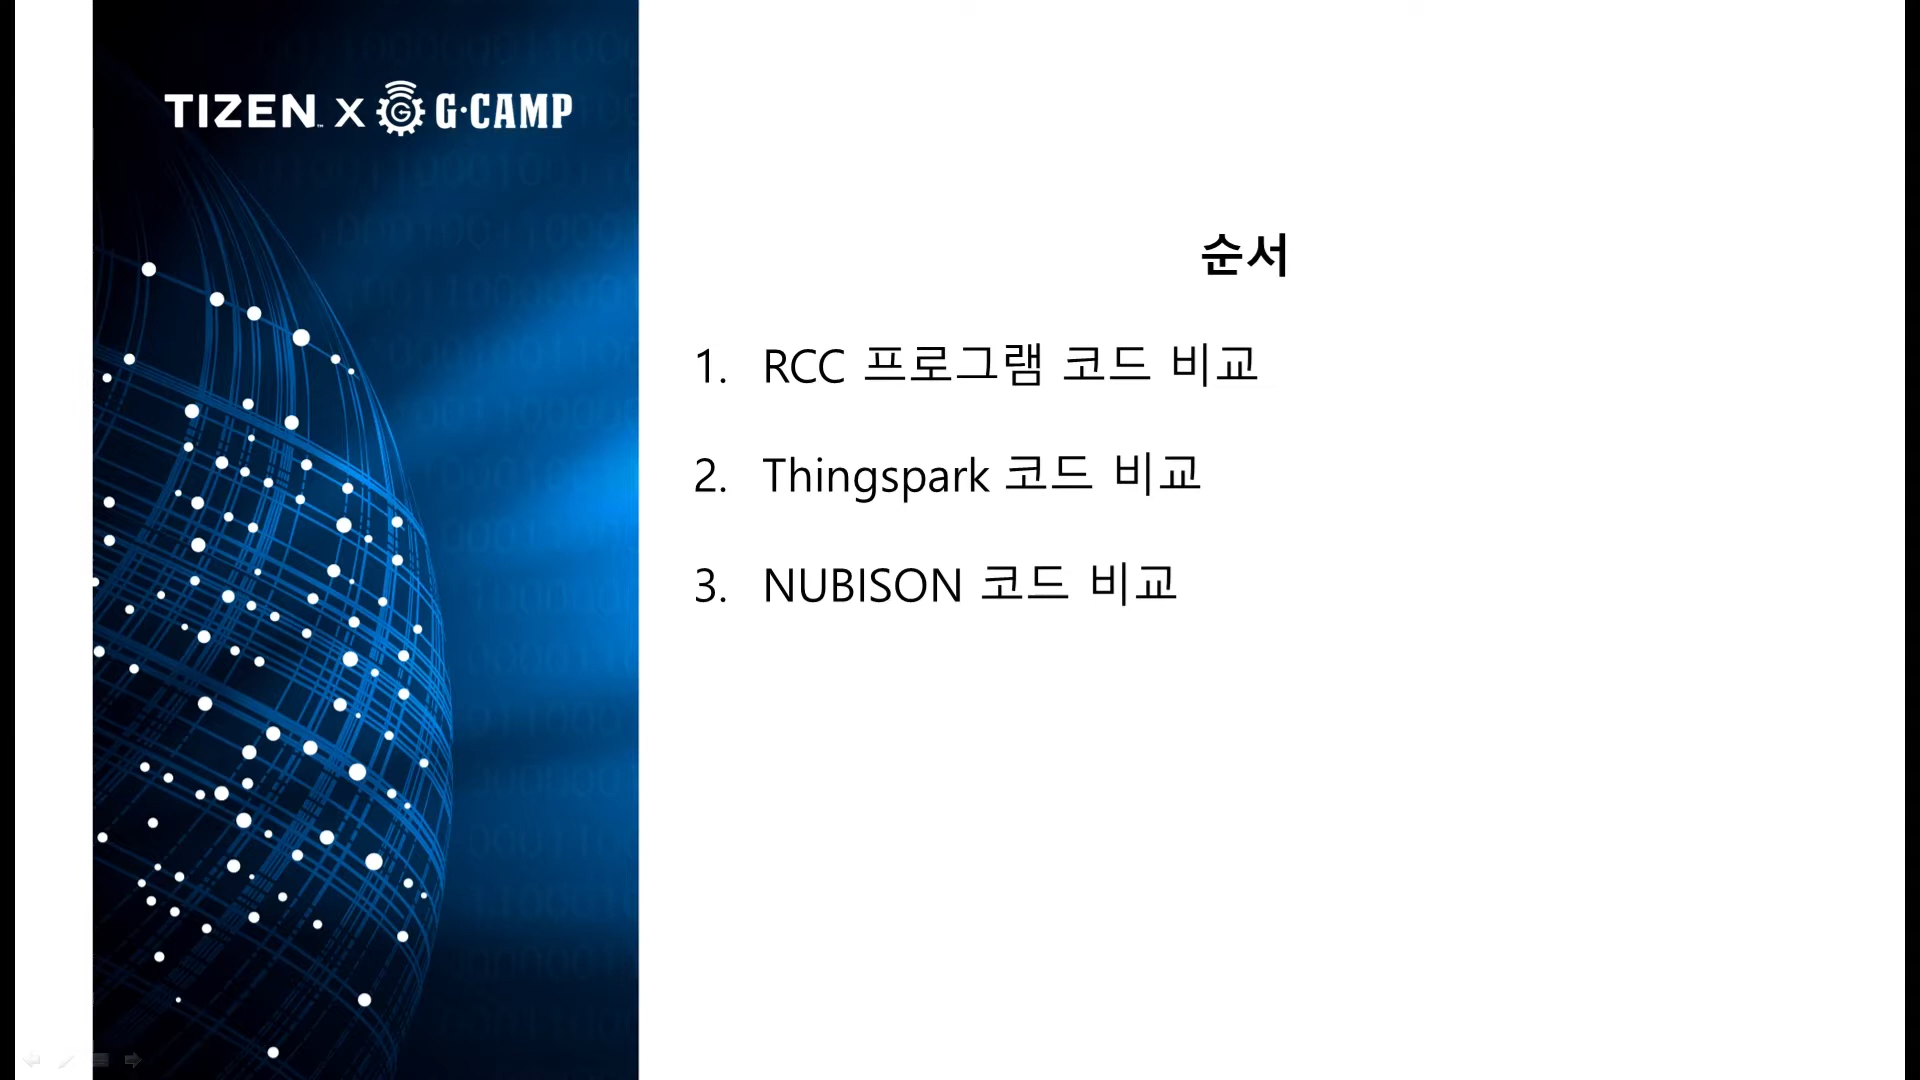 TIZEN™ X G·CAMP
순서
1. RCC 프로그램 코드 비교
2. Thingspark 코드 비교
3. NUBISON 코드 비교